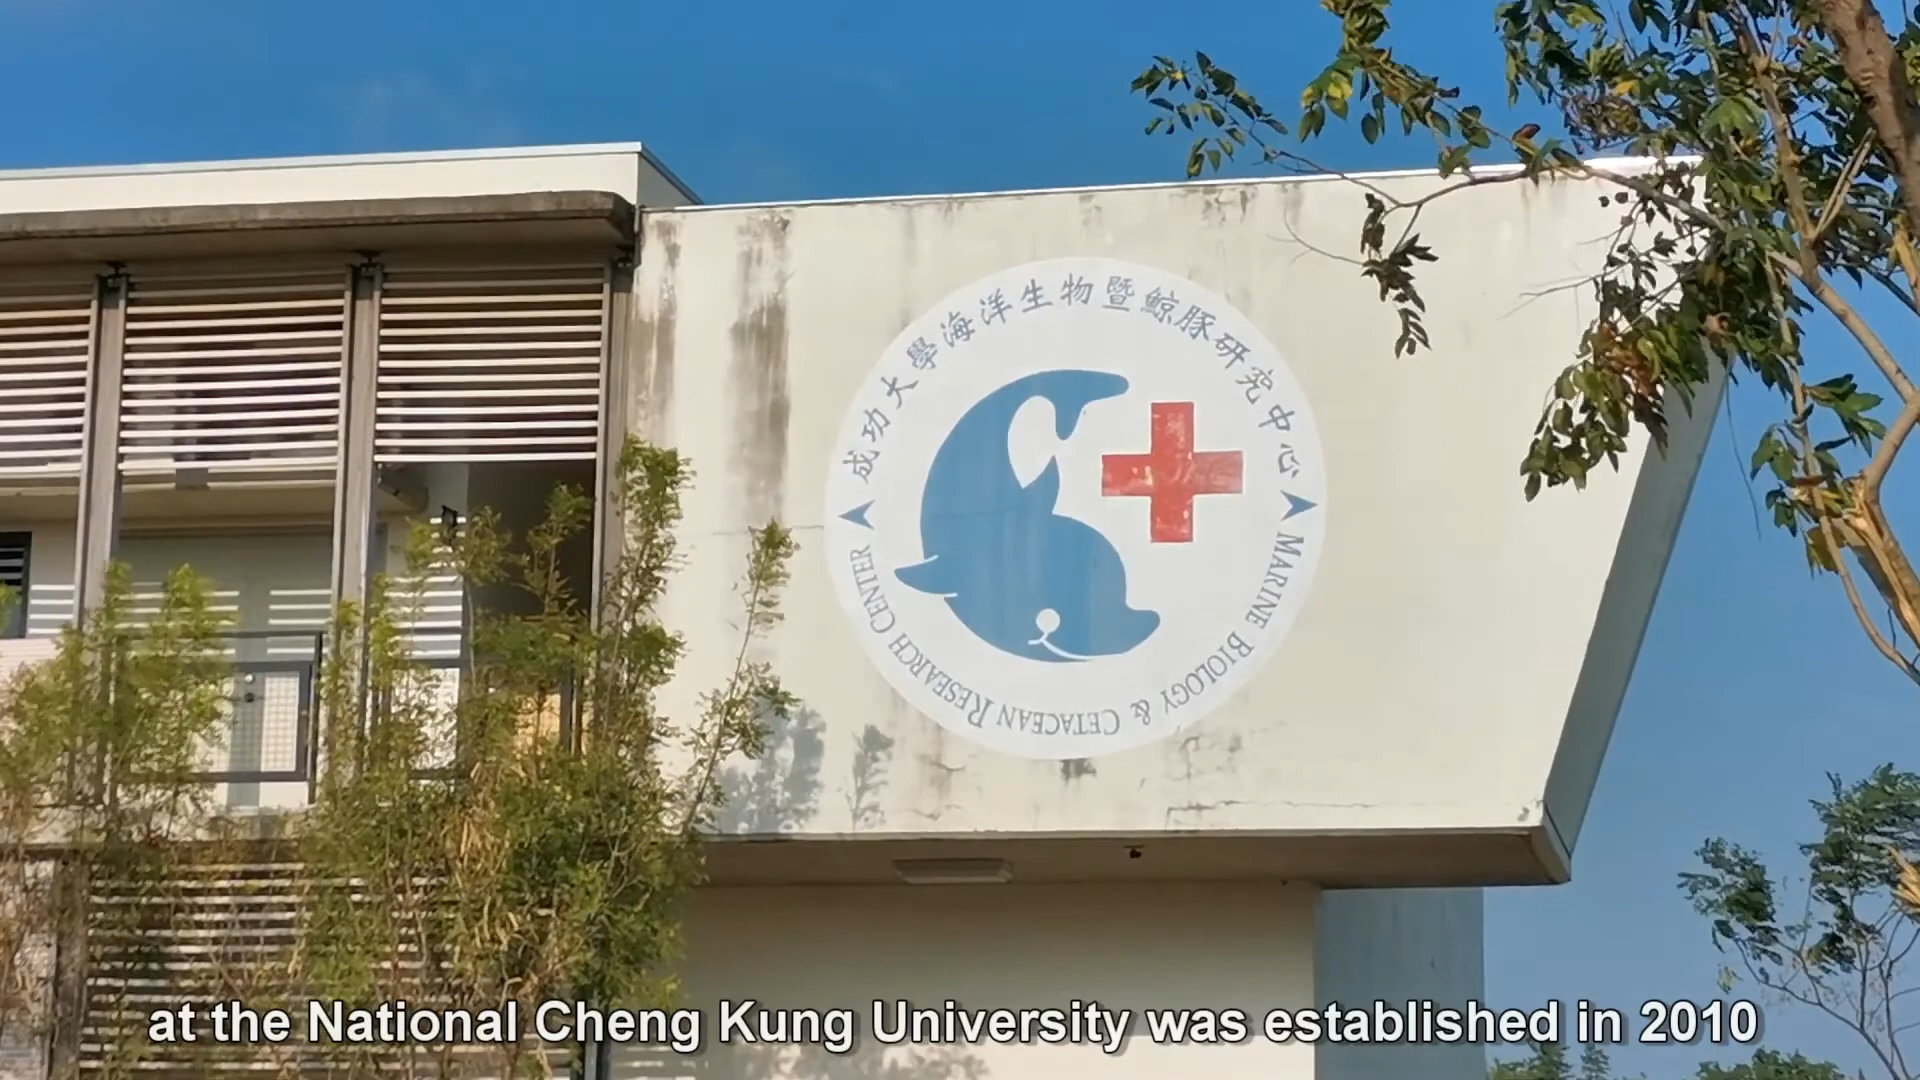 成功大學海洋生物暨鯨豚研究中心
MARINE BIOLOGY & CETACEAN RESEARCH CENTER
at the National Cheng Kung University was established in 2010